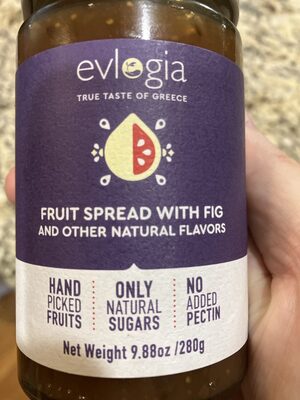 evlogia
TRUE TASTE OF GREECE
FRUIT SPREAD WITH FIG
AND OTHER NATURAL FLAVORS
HAND
PICKED
FRUITS
ONLY
NATURAL
SUGARS
NO
ADDED
PECTIN
Net Weight 9.88oz /280g